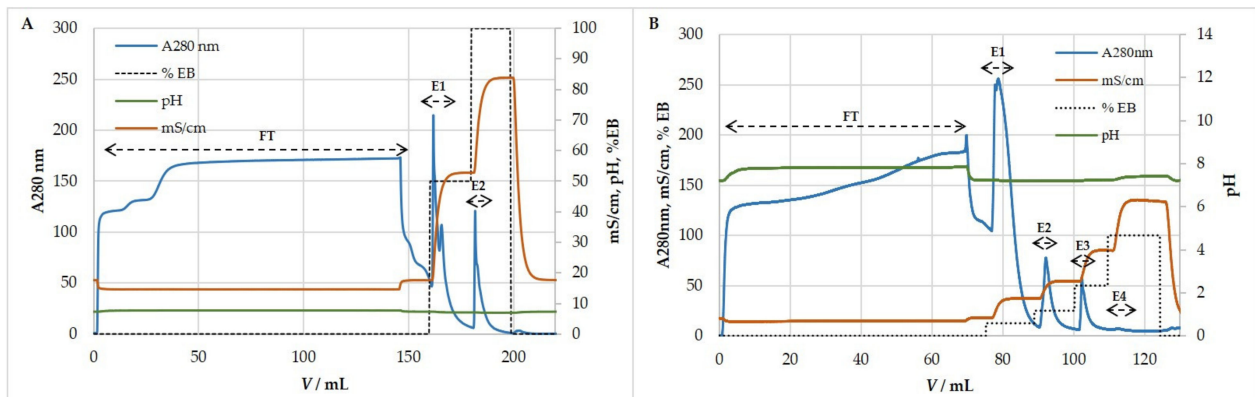 A
A280 nm
% EB
pH
mS/cm
FT
E1
E2
A280 nm
300
250
200
150
100
50
0
100
90
80
70
60
50
40
30
20
10
0
mS/cm, pH, %EB
0
50
100
150
200
V / mL
B
A280nm
mS/cm
% EB
pH
FT
E1
E2
E3
E4
A280nm, mS/cm, % EB
300
250
200
150
100
50
0
14
12
10
8
6
4
2
0
pH
0
20
40
60
80
100
120
V / mL